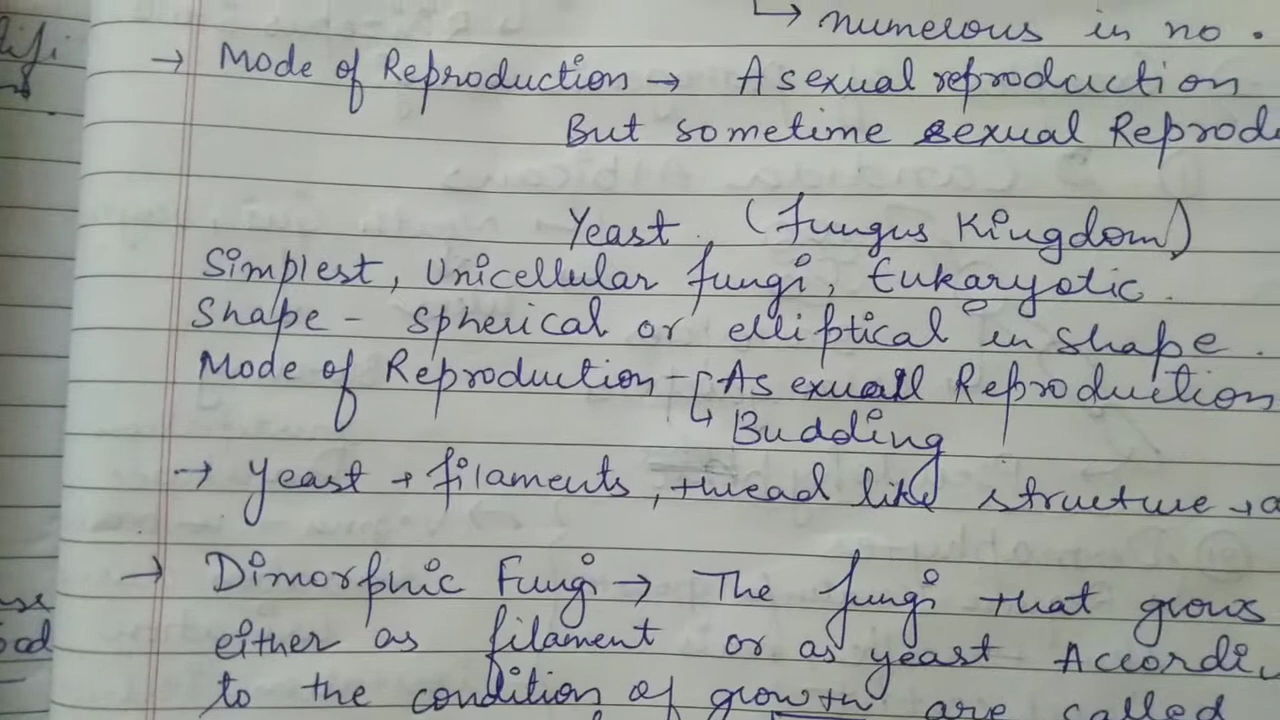 ↳ numerous in no.
→ Mode of Reproduction → Asexual reproduction
But sometime sexual Reprod
Yeast, (Fungus Kingdom)
Simplest, Unicellular fungi, Eukaryotic.
Shape - Spherical or elliptical in shape.
Mode of Reproduction - Asexuall Reproduction
↳ Budding
→ Yeast → filaments, thread like structure → a
→ Dimorphic Fungi → The fungi that grows
either as filament or as yeast Accordi
to the condition of growth are called